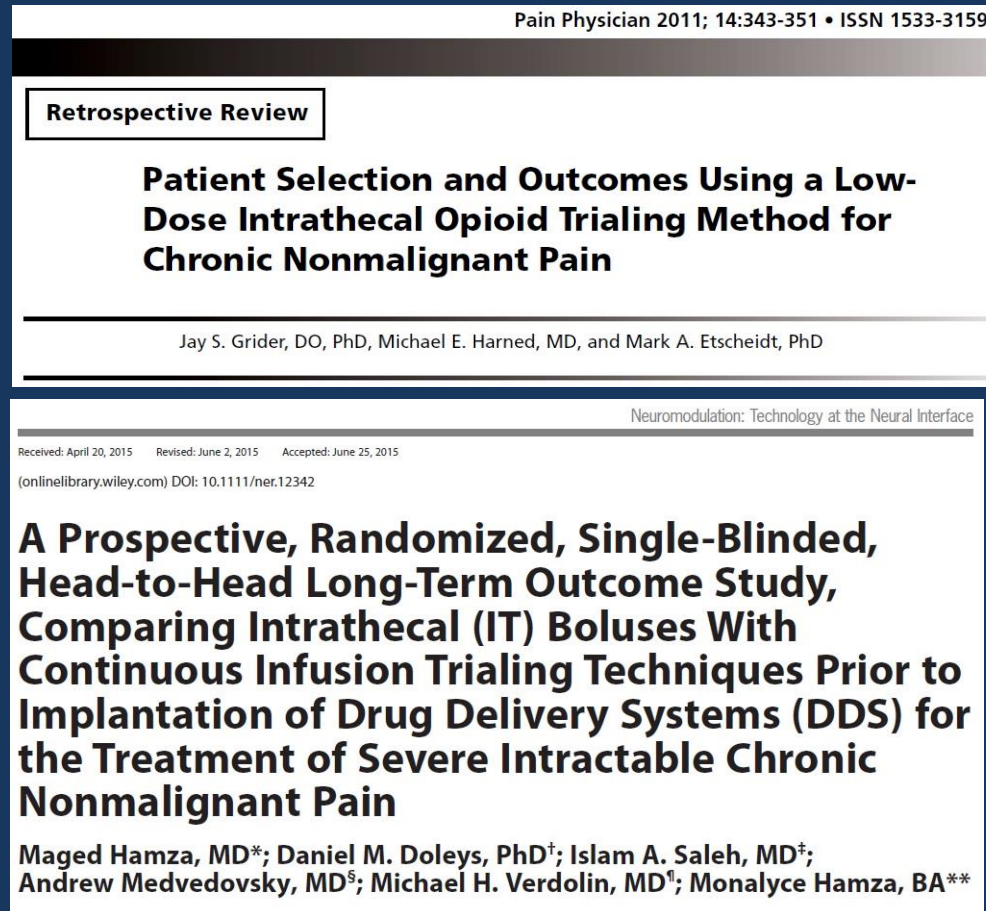 Pain Physician 2011; 14:343-351 • ISSN 1533-3159
Retrospective Review
Patient Selection and Outcomes Using a Low-
Dose Intrathecal Opioid Trialing Method for
Chronic Nonmalignant Pain
Jay S. Grider, DO, PhD, Michael E. Harned, MD, and Mark A. Etscheidt, PhD
Neuromodulation: Technology at the Neural Interface
Received: April 20, 2015 Revised: June 2, 2015 Accepted: June 25, 2015
(onlinelibrary.wiley.com) DOI: 10.1111/ner.12342
A Prospective, Randomized, Single-Blinded,
Head-to-Head Long-Term Outcome Study,
Comparing Intrathecal (IT) Boluses With
Continuous Infusion Trialing Techniques Prior to
Implantation of Drug Delivery Systems (DDS) for
the Treatment of Severe Intractable Chronic
Nonmalignant Pain
Maged Hamza, MD*; Daniel M. Doleys, PhD†; Islam A. Saleh, MD‡;
Andrew Medvedovsky, MD§; Michael H. Verdolin, MD¶; Monalyce Hamza, BA**